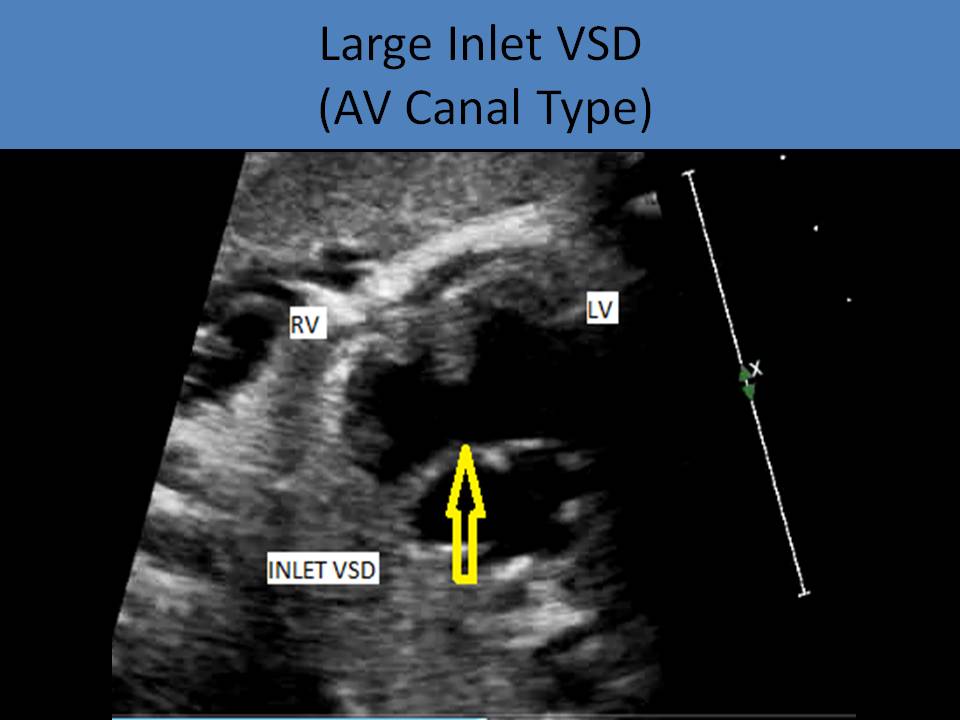 Large Inlet VSD
(AV Canal Type)
LV
RV
X
INLET VSD